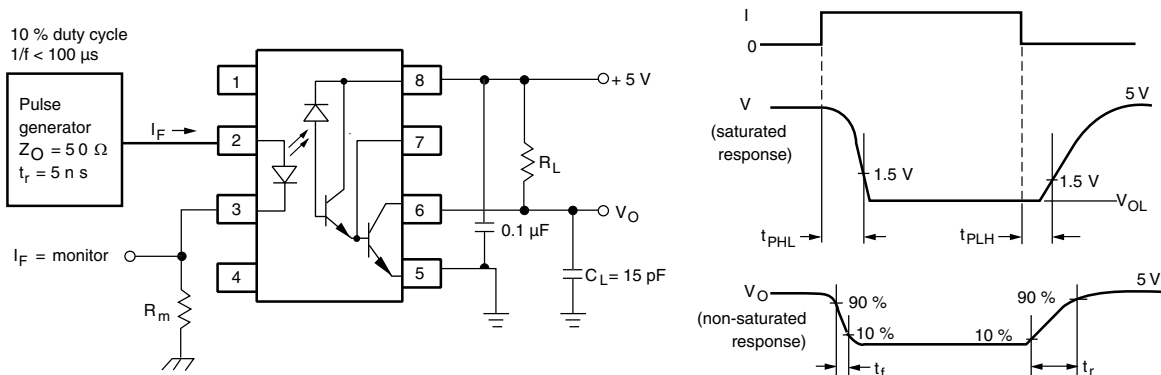 10 % duty cycle
1/f < 100 µs
Pulse
generator
Z_O = 50 Ω
t_r = 5 n s
I_F →
1
2
3
4
8
7
6
5
+ 5 V
R_L
V_O
0.1 µF
C_L = 15 pF
I_F = monitor
R_m
I
0
V
(saturated
response)
5 V
1.5 V
1.5 V
V_OL
t_PHL
t_PLH
V_O
(non-saturated
response)
90 %
10 %
10 %
90 %
5 V
t_f
t_r